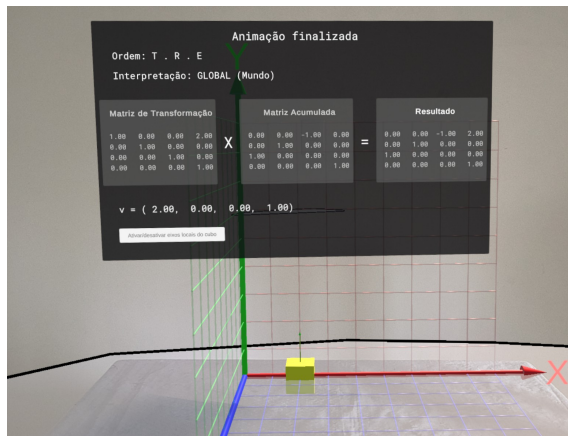 Animação finalizada
Ordem: T . R . E
Interpretação: GLOBAL (Mundo)
Matriz de Transformação
1.00 0.00 0.00 2.00
0.00 1.00 0.00 0.00
0.00 0.00 1.00 0.00
0.00 0.00 0.00 1.00
X
Matriz Acumulada
0.00 0.00 -1.00 0.00
0.00 1.00 0.00 0.00
1.00 0.00 0.00 0.00
0.00 0.00 0.00 1.00
=
Resultado
0.00 0.00 -1.00 2.00
0.00 1.00 0.00 0.00
1.00 0.00 0.00 0.00
0.00 0.00 0.00 1.00
v = ( 2.00, 0.00, 0.00, 1.00)
Ativar/desativar eixos locais do cubo
Y
X